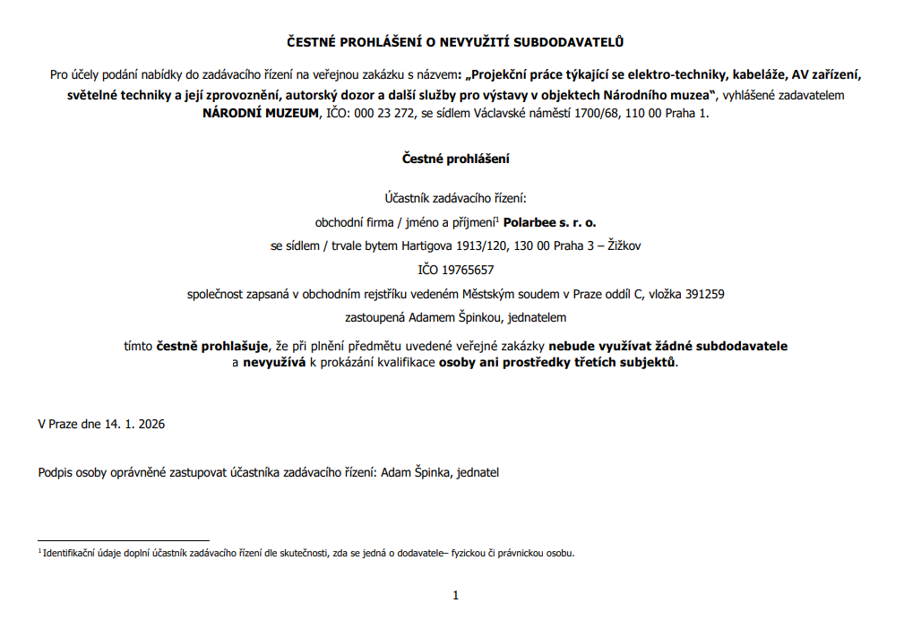 ČESTNÉ PROHLÁŠENÍ O NEVYUŽITÍ SUBDODAVATELŮ
Pro účely podání nabídky do zadávacího řízení na veřejnou zakázku s názvem: „Projekční práce týkající se elektro-techniky, kabeláže, AV zařízení,
světelné techniky a její zprovoznění, autorský dozor a další služby pro výstavy v objektech Národního muzea“, vyhlášené zadavatelem
NÁRODNÍ MUZEUM, IČO: 000 23 272, se sídlem Václavské náměstí 1700/68, 110 00 Praha 1.
Čestné prohlášení
Účastník zadávacího řízení:
obchodní firma / jméno a příjmení1 Polarbee s. r. o.
se sídlem / trvale bytem Hartigova 1913/120, 130 00 Praha 3 – Žižkov
IČO 19765657
společnost zapsaná v obchodním rejstříku vedeném Městským soudem v Praze oddíl C, vložka 391259
zastoupená Adamem Špinkou, jednatelem
tímto čestně prohlašuje, že při plnění předmětu uvedené veřejné zakázky nebude využívat žádné subdodavatele
a nevyužívá k prokázání kvalifikace osoby ani prostředky třetích subjektů.
V Praze dne 14. 1. 2026
Podpis osoby oprávněné zastupovat účastníka zadávacího řízení: Adam Špinka, jednatel
1 Identifikační údaje doplní účastník zadávacího řízení dle skutečnosti, zda se jedná o dodavatele– fyzickou či právnickou osobu.
1